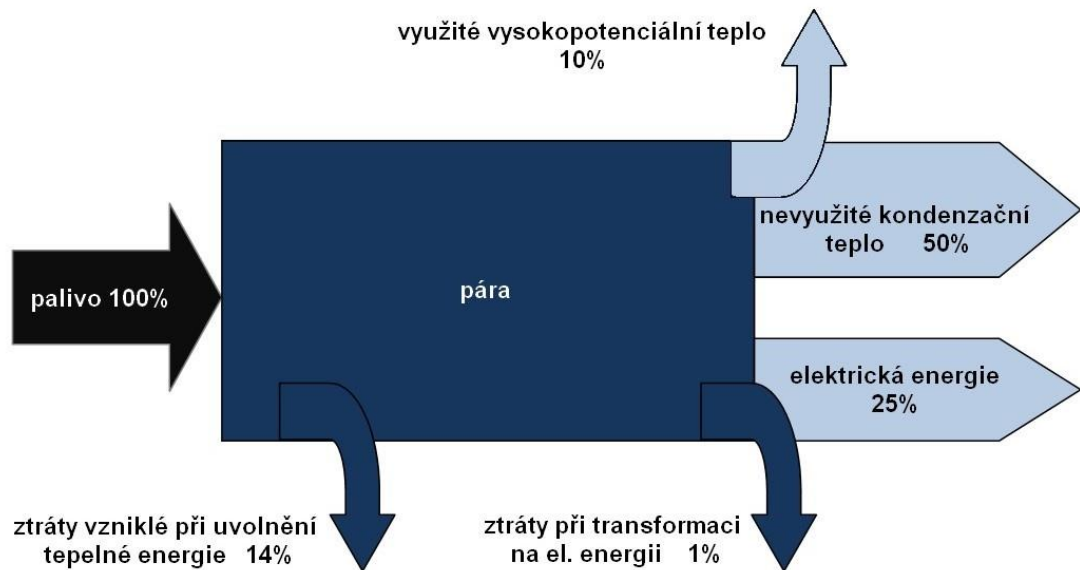 využité vysokopotenciální teplo
10%
nevyužité kondenzační
teplo 50%
palivo 100%
pára
elektrická energie
25%
ztráty vzniklé při uvolnění
tepelné energie 14%
ztráty při transformaci
na el. energii 1%